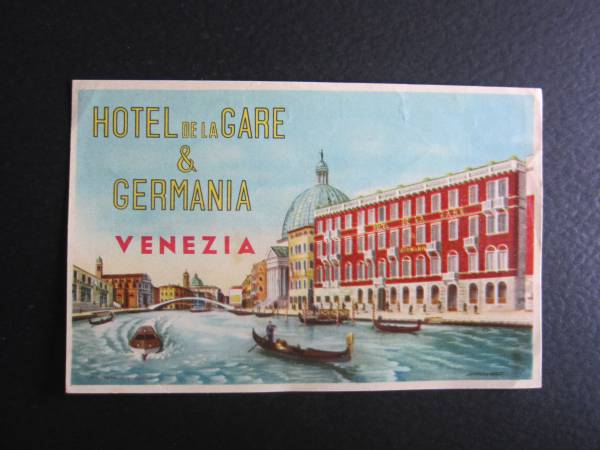 HOTEL DE LA GARE
&
GERMANIA
VENEZIA